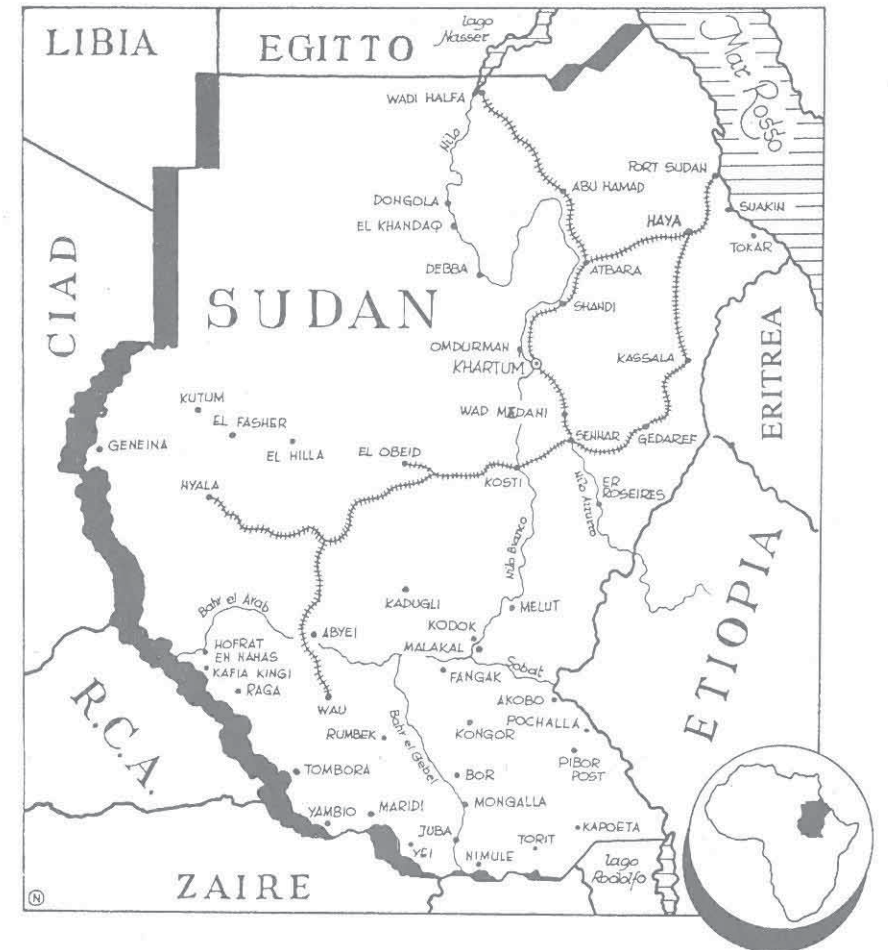 LIBIA
EGITTO
lago
Nasser
Mar Rosso
WADI HALFA
Nilo
PORT SUDAN
ABU HAMAD
DONGOLA
SUAKIN
EL KHANDAQ
HAYA
TOKAR
DEBBA
ATBARA
CIAD
SUDAN
SHANDI
ERITREA
OMDURMAN
KHARTUM
KASSALA
KUTUM
WAD MEDANI
EL FASHER
SENNAR
GEDAREF
GENEINA
EL HILLA
EL OBEID
KOSTI
NYALA
ER
ROSEIRES
Nilo Azzurro
Nilo Bianco
ETIOPIA
Bahr el Arab
KADUGLI
MELUT
ABYEI
KODOK
HOFRAT
EN NAHAS
MALAKAL
Sobat
KAFIA KINGI
FANGAK
RAGA
AKOBO
R.C.A.
WAU
POCHALLA
RUMBEK
Bahr el Gebel
KONGOR
PIBOR
POST
TOMBORA
BOR
YAMBIO
MARIDI
MONGALLA
JUBA
TORIT
KAPOETA
YEI
NIMULE
lago
Rodolfo
ZAIRE
N